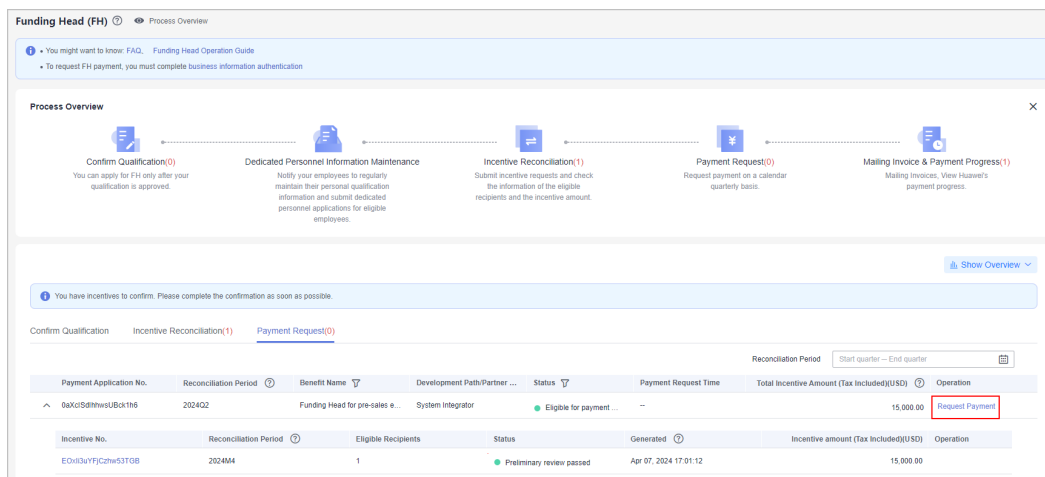 Funding Head (FH) ? Process Overview
• You might want to know: FAQ、 Funding Head Operation Guide
• To request FH payment, you must complete business information authentication
Process Overview
Confirm Qualification(0)
You can apply for FH only after your
qualification is approved.
Dedicated Personnel Information Maintenance
Notify your employees to regularly
maintain their personal qualification
information and submit dedicated
personnel applications for eligible
employees.
Incentive Reconciliation(1)
Submit incentive requests and check
the information of the eligible
recipients and the incentive amount.
Payment Request(0)
Request payment on a calendar
quarterly basis.
Mailing Invoice & Payment Progress(1)
Mailing Invoices, View Huawei's
payment progress.
Show Overview
You have incentives to confirm. Please complete the confirmation as soon as possible.
Confirm Qualification Incentive Reconciliation(1) Payment Request(0)
Reconciliation Period Start quarter -- End quarter
Payment Application No. Reconciliation Period ? Benefit Name Development Path/Partner ... Status Payment Request Time Total Incentive Amount (Tax Included)(USD) ? Operation
0aXclSdlhhwsUBck1h6 2024Q2 Funding Head for pre-sales e... System Integrator Eligible for payment ... -- 15,000.00 Request Payment
Incentive No. Reconciliation Period ? Eligible Recipients Status Generated ? Incentive amount (Tax Included)(USD) Operation
EOxIi3uYFjCzhw53TGB 2024M4 1 Preliminary review passed Apr 07, 2024 17:01:12 15,000.00